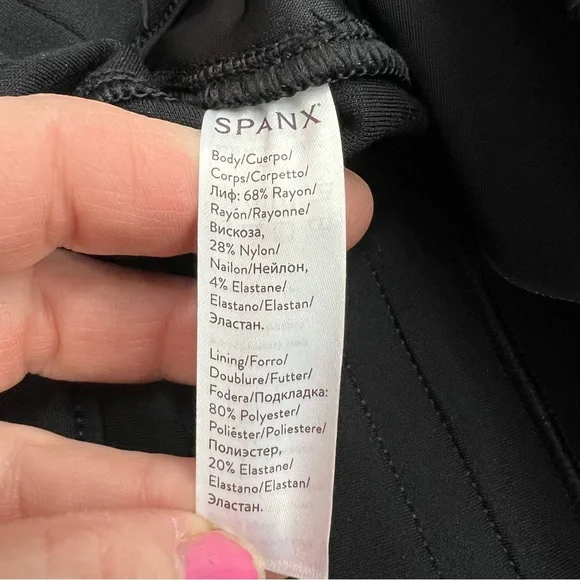 SPANX®
Body/Cuerpo/
Corps/Corpetto/
Лиф: 68% Rayon/
Rayón/Rayonne/
Вискоза,
28% Nylon/
Nailon/Нейлон,
4% Elastane/
Elastano/Elastan/
Эластан.
Lining/Forro/
Doublure/Futter/
Fodera/Подкладка:
80% Polyester/
Poliéster/Poliestere/
Полиэстер,
20% Elastane/
Elastano/Elastan/
Эластан.